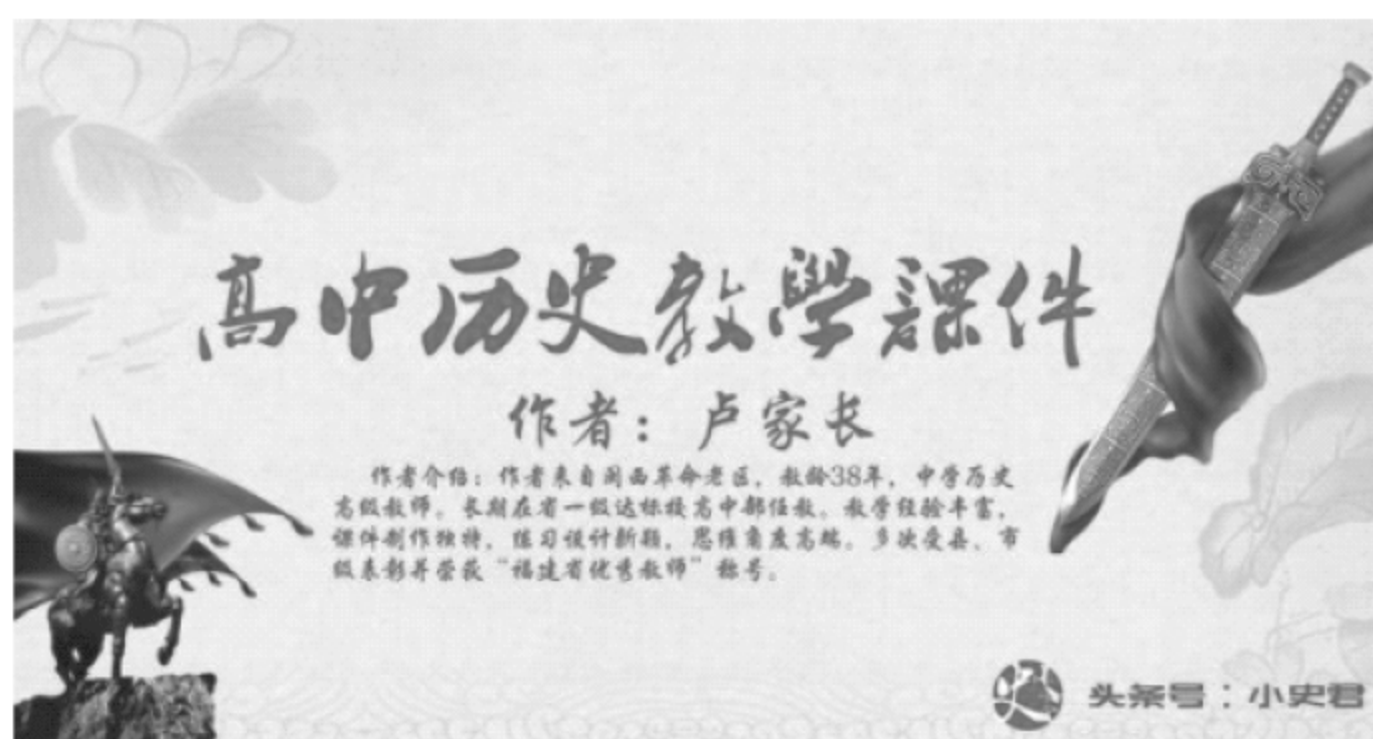 高中历史教學課件
作者： 卢家长
作者介绍：作者来自闽西革命老区，教龄38年，中学历史
高级教师。长期在省一级达标校高中部任教。教学经验丰富，
课件制作独特，练习设计新颖，思维角度高端。多次受县、市
级表彰并荣获“福建省优秀教师”称号。
头条号：小史君